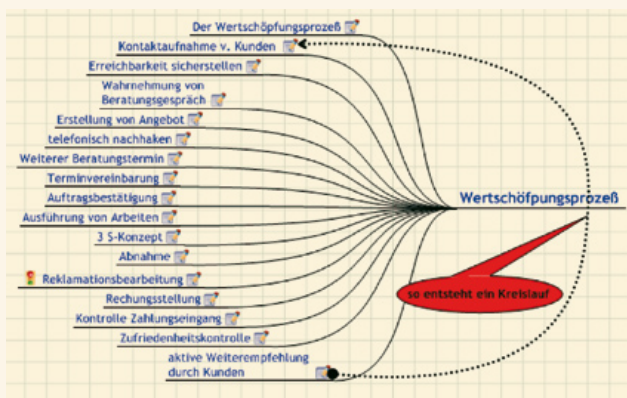 Der Wertschöpfungsprozeß
Kontaktaufnahme v. Kunden
Erreichbarkeit sicherstellen
Wahrnehmung von
Beratungsgespräch
Erstellung von Angebot
telefonisch nachhaken
Weiterer Beratungstermin
Terminvereinbarung
Auftragsbestätigung
Ausführung von Arbeiten
3 S-Konzept
Abnahme
Reklamationsbearbeitung
Rechungsstellung
Kontrolle Zahlungseingang
Zufriedenheitskontrolle
aktive Weiterempfehlung
durch Kunden
Wertschöfpungsprozeß
so entsteht ein Kreislauf